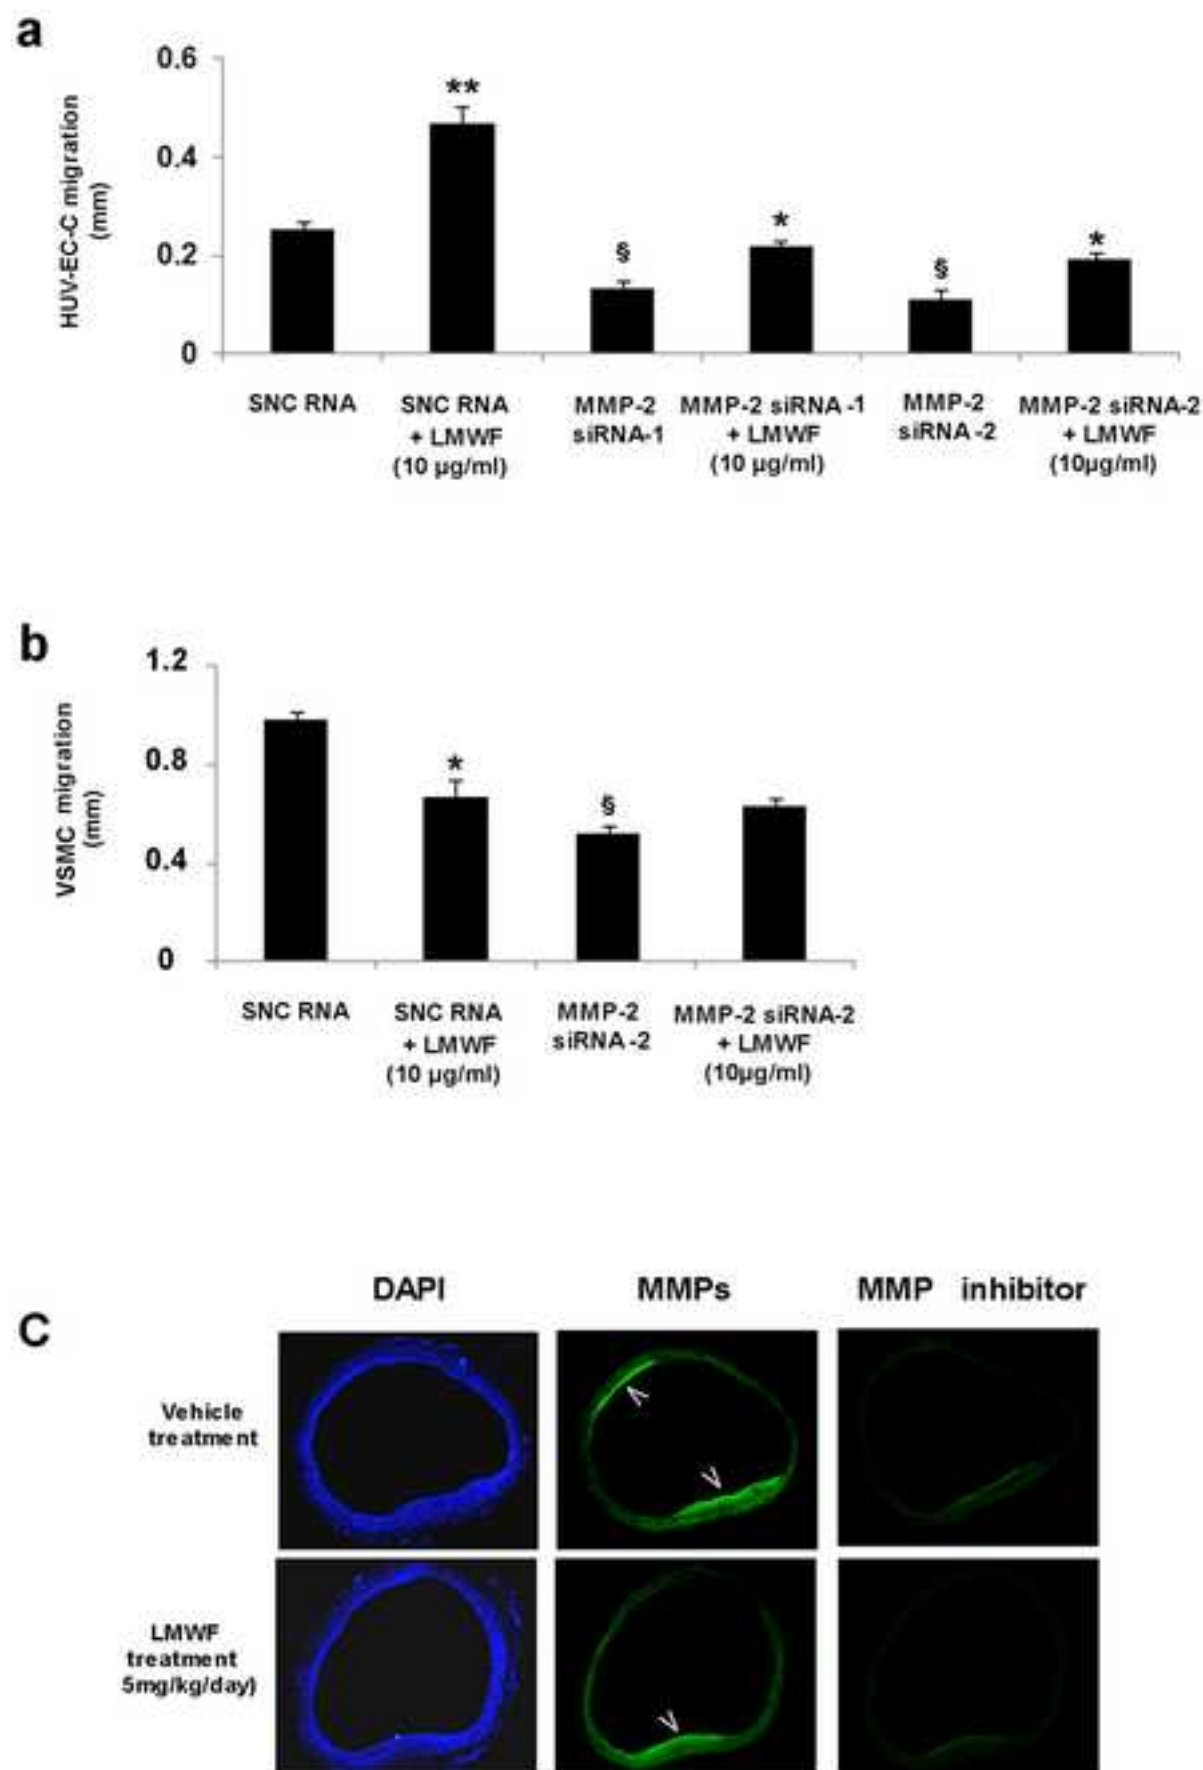 a
0.6
0.4
0.2
0
HUV-EC-C migration
(mm)
**
§
*
§
*
SNC RNA
SNC RNA
+ LMWF
(10 µg/ml)
MMP-2
siRNA-1
MMP-2 siRNA -1
+ LMWF
(10 µg/ml)
MMP-2
siRNA -2
MMP-2 siRNA-2
+ LMWF
(10µg/ml)
b
1.2
0.8
0.4
0
VSMC migration
(mm)
*
§
SNC RNA
SNC RNA
+ LMWF
(10 µg/ml)
MMP-2
siRNA -2
MMP-2 siRNA-2
+ LMWF
(10µg/ml)
C
DAPI
MMPs
MMP inhibitor
Vehicle
treatment
LMWF
treatment
5mg/kg/day)